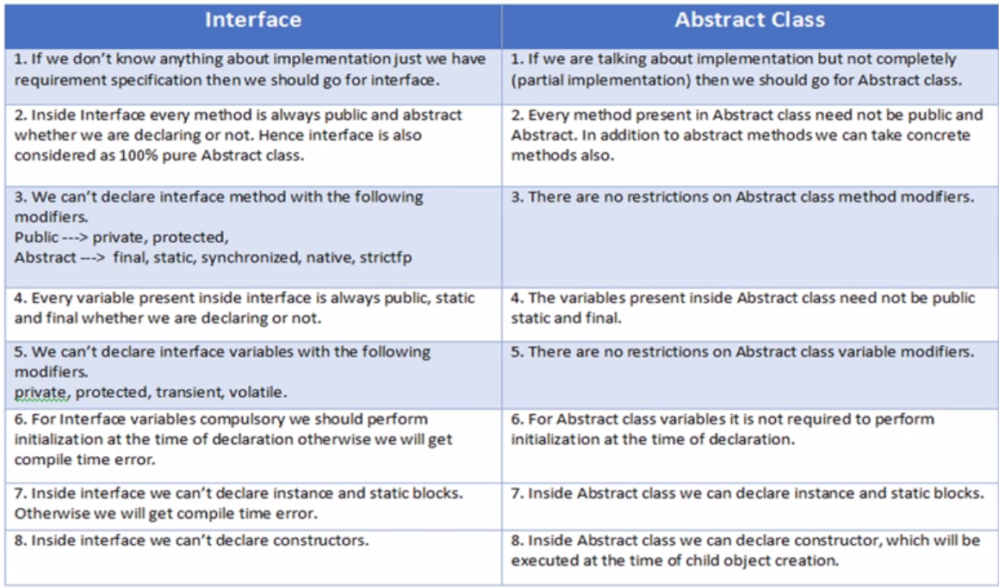 Interface
Abstract Class
1. If we don't know anything about implementation just we have
requirement specification then we should go for interface.
1. If we are talking about implementation but not completely
(partial implementation) then we should go for Abstract class.
2. Inside Interface every method is always public and abstract
whether we are declaring or not. Hence interface is also
considered as 100% pure Abstract class.
2. Every method present in Abstract class need not be public and
Abstract. In addition to abstract methods we can take concrete
methods also.
3. We can't declare interface method with the following
modifiers.
Public ---> private, protected,
Abstract ---> final, static, synchronized, native, strictfp
3. There are no restrictions on Abstract class method modifiers.
4. Every variable present inside interface is always public, static
and final whether we are declaring or not.
4. The variables present inside Abstract class need not be public
static and final.
5. We can't declare interface variables with the following
modifiers.
private, protected, transient, volatile.
5. There are no restrictions on Abstract class variable modifiers.
6. For Interface variables compulsory we should perform
initialization at the time of declaration otherwise we will get
compile time error.
6. For Abstract class variables it is not required to perform
initialization at the time of declaration.
7. Inside interface we can't declare instance and static blocks.
Otherwise we will get compile time error.
7. Inside Abstract class we can declare instance and static blocks.
8. Inside interface we can't declare constructors.
8. Inside Abstract class we can declare constructor, which will be
executed at the time of child object creation.